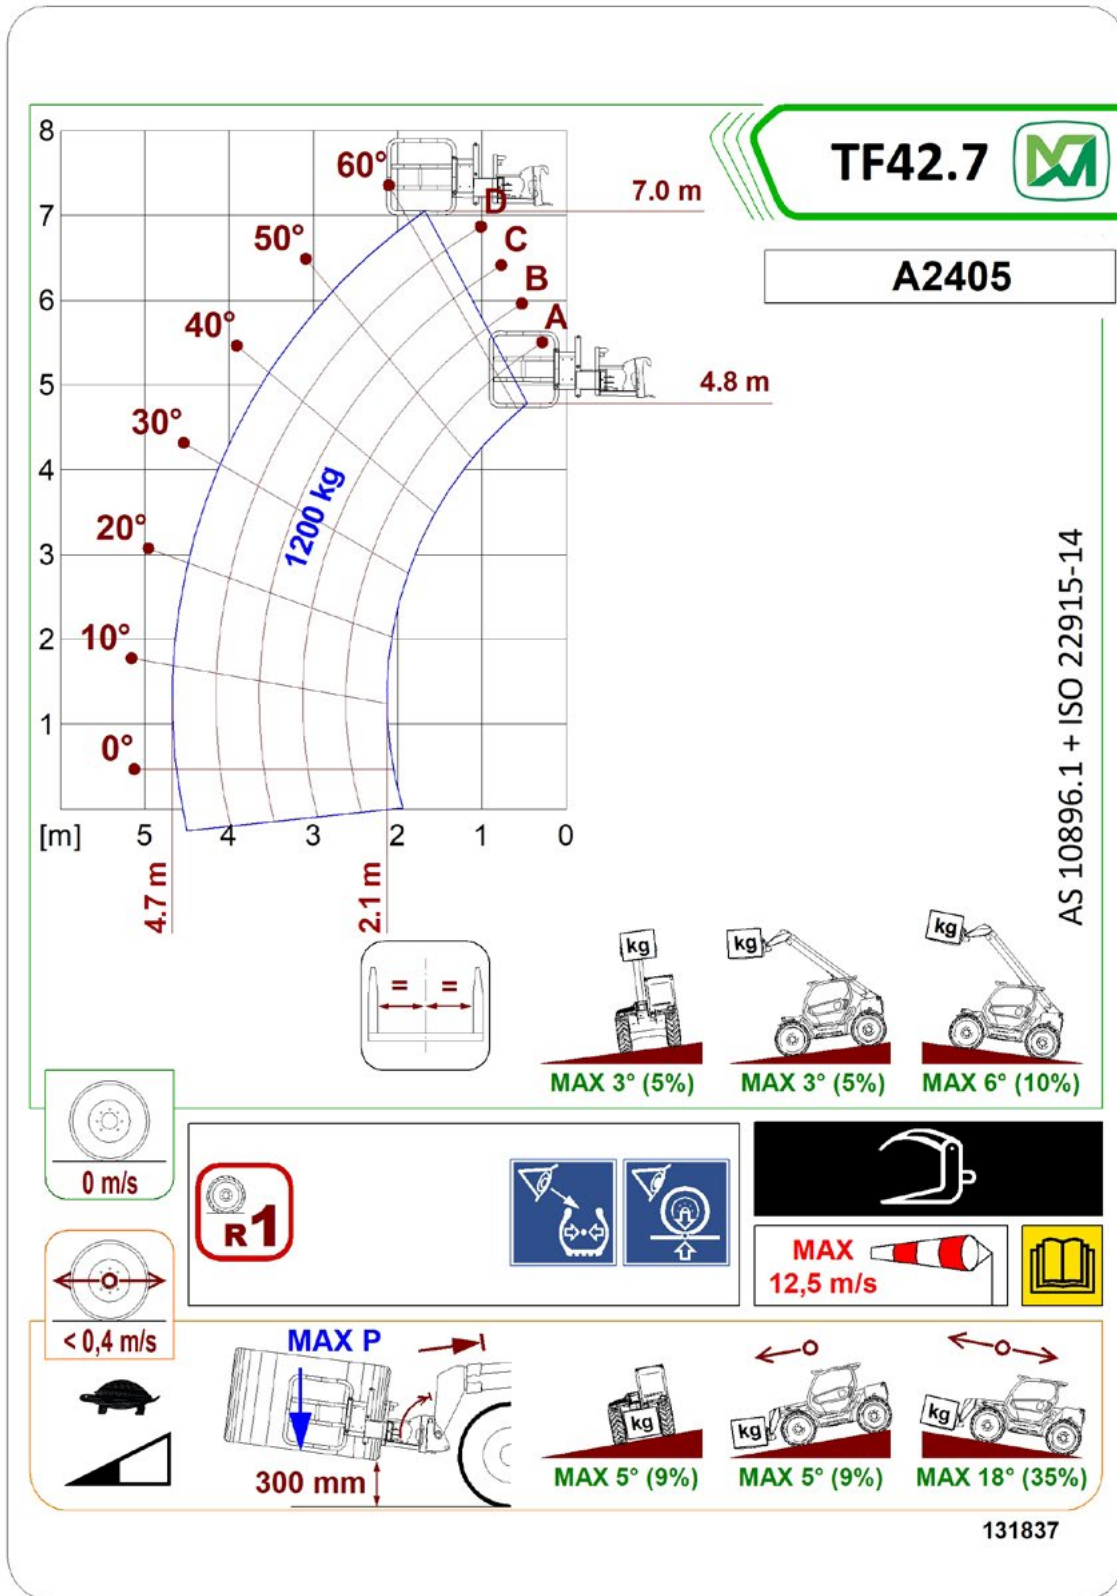 TF42.7
A2405
8
7
6
5
4
3
2
1
[m]
5
4
3
2
1
0
60°
50°
40°
30°
20°
10°
0°
D
C
B
A
7.0 m
4.8 m
1200 kg
4.7 m
2.1 m
AS 10896.1 + ISO 22915-14
= =
kg
kg
kg
MAX 3° (5%)
MAX 3° (5%)
MAX 6° (10%)
0 m/s
R1
MAX
12,5 m/s
< 0,4 m/s
MAX P
300 mm
kg
kg
kg
MAX 5° (9%)
MAX 5° (9%)
MAX 18° (35%)
131837